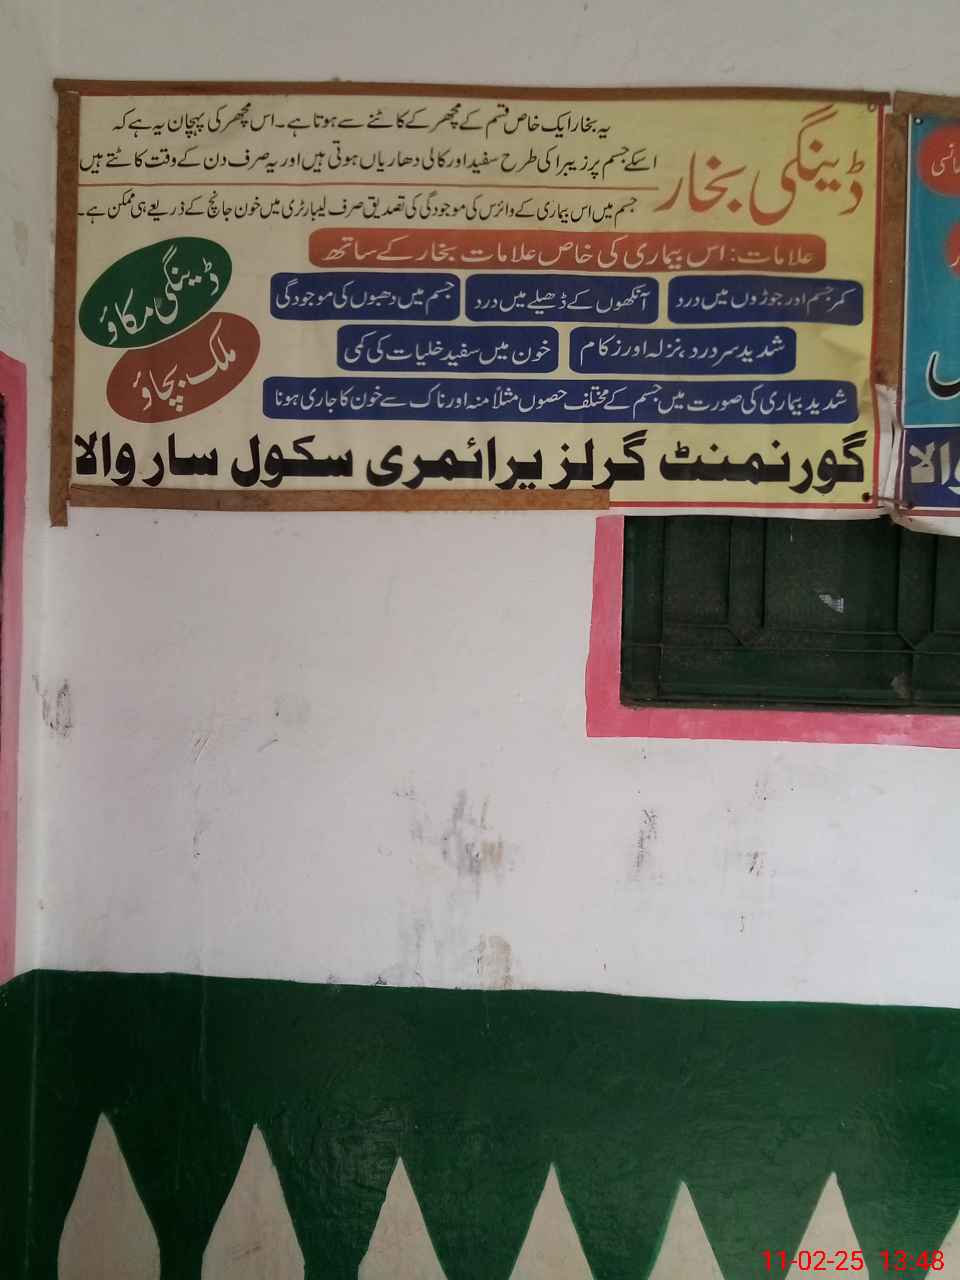 ڈینگی بخار
یہ بخار ایک خاص قسم کے مچھر کے کاٹنے سے ہوتا ہے۔ اس مچھر کی پہچان یہ ہے کہ
اسکے جسم پر زیبرا کی طرح سفید اور کالی دھاریاں ہوتی ہیں اور یہ صرف دن کے وقت کاٹتے ہیں
جسم میں اس بیماری کے وائرس کی موجودگی کی تصدیق صرف لیبارٹری میں خون جانچ کے ذریعے ہی ممکن ہے۔
علامات: اس بیماری کی خاص علامات بخار کے ساتھ
کمر جسم اور جوڑوں میں درد آنکھوں کے ڈھیلے میں درد جسم میں دھبوں کی موجودگی
شدید سر درد، نزلہ اور زکام خون میں سفید خلیات کی کمی
شدید بیماری کی صورت میں جسم کے مختلف حصوں مثلاً منہ اور ناک سے خون کا جاری ہونا
ڈینگی مکاؤ
ملک بچاؤ
گورنمنٹ گرلز پرائمری سکول سار والا
والا
11-02-25 13:48